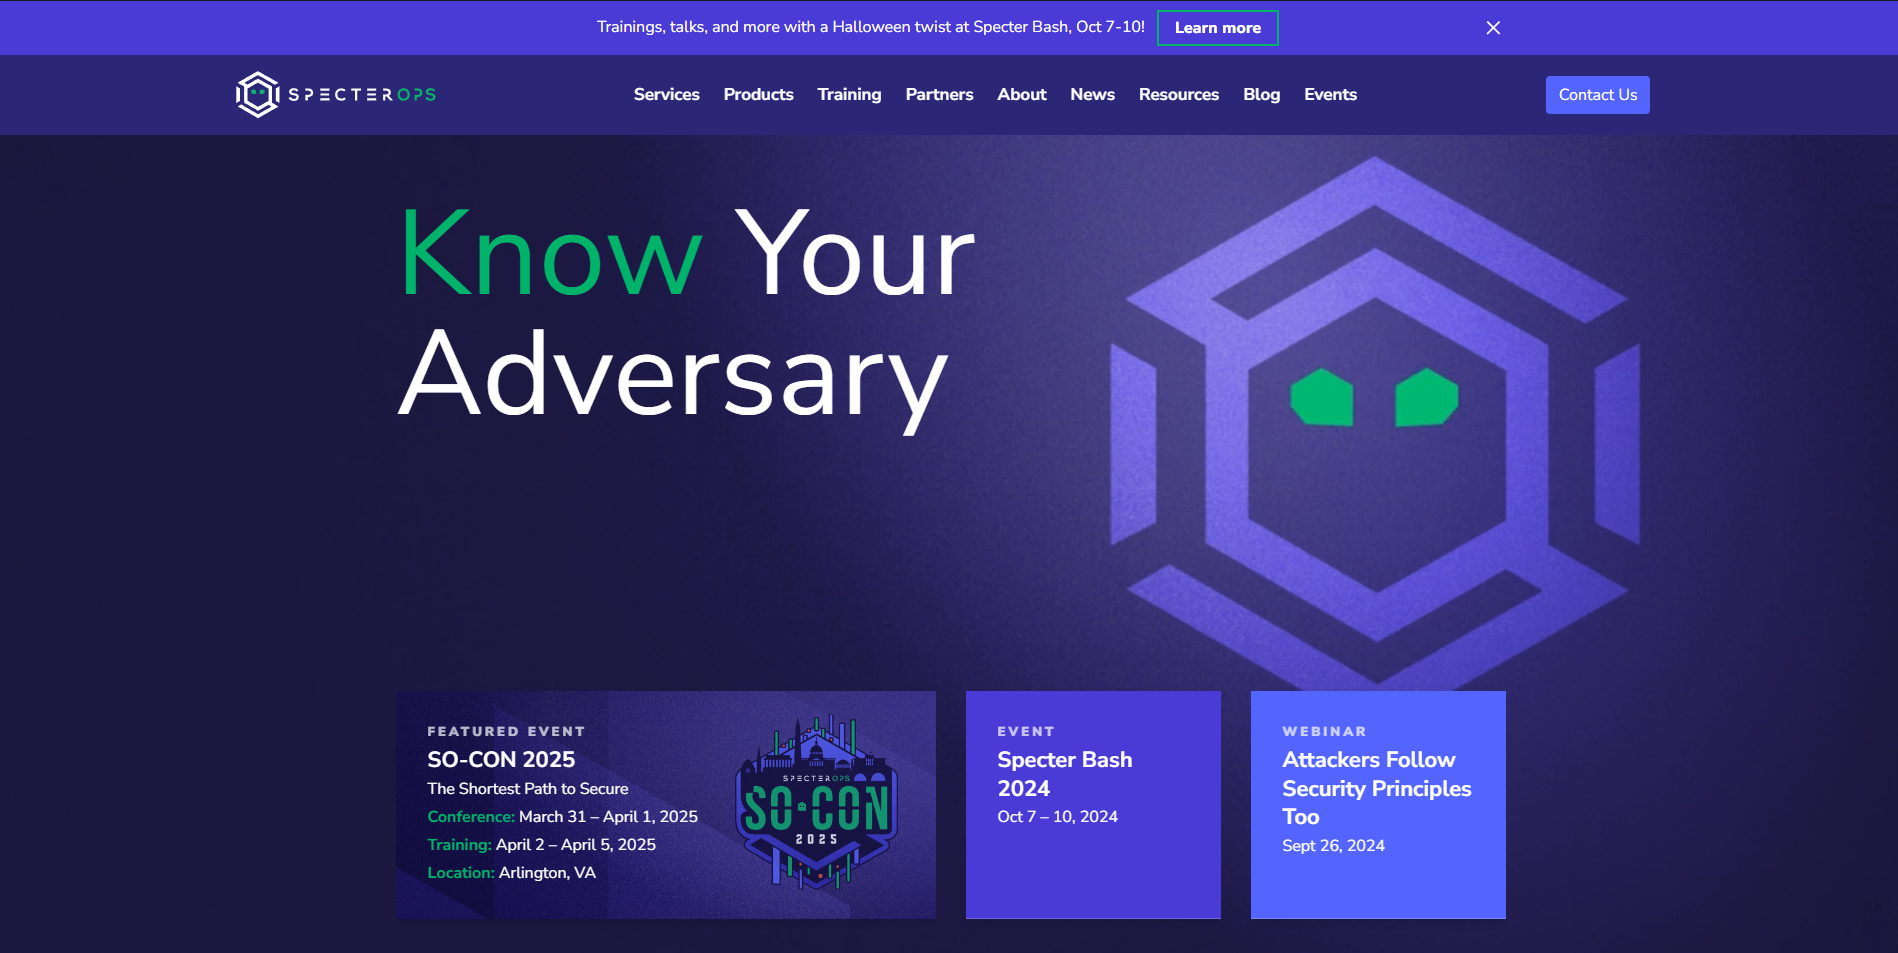 Trainings, talks, and more with a Halloween twist at Specter Bash, Oct 7-10! Learn more
SPECTEROPS
Services Products Training Partners About News Resources Blog Events
Contact Us
Know Your
Adversary
FEATURED EVENT
SO-CON 2025
The Shortest Path to Secure
Conference: March 31 – April 1, 2025
Training: April 2 – April 5, 2025
Location: Arlington, VA
SPECTEROPS
SO-CON
2025
EVENT
Specter Bash
2024
Oct 7 – 10, 2024
WEBINAR
Attackers Follow
Security Principles
Too
Sept 26, 2024